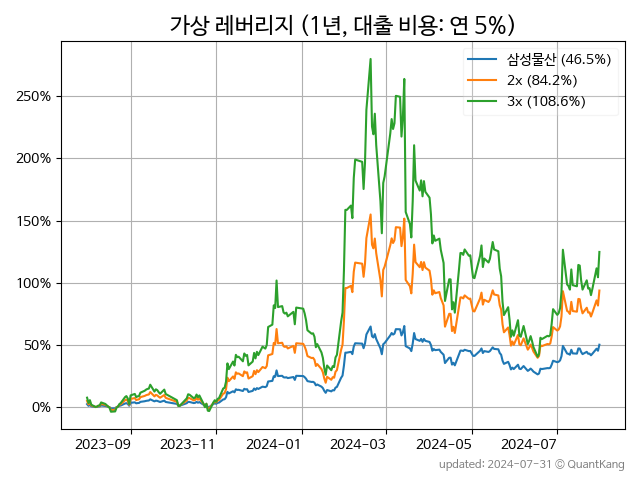 가상 레버리지 (1년, 대출 비용: 연 5%)
삼성물산 (46.5%)
2x (84.2%)
3x (108.6%)
250%
200%
150%
100%
50%
0%
2023-09 2023-11 2024-01 2024-03 2024-05 2024-07
updated: 2024-07-31 © QuantKang